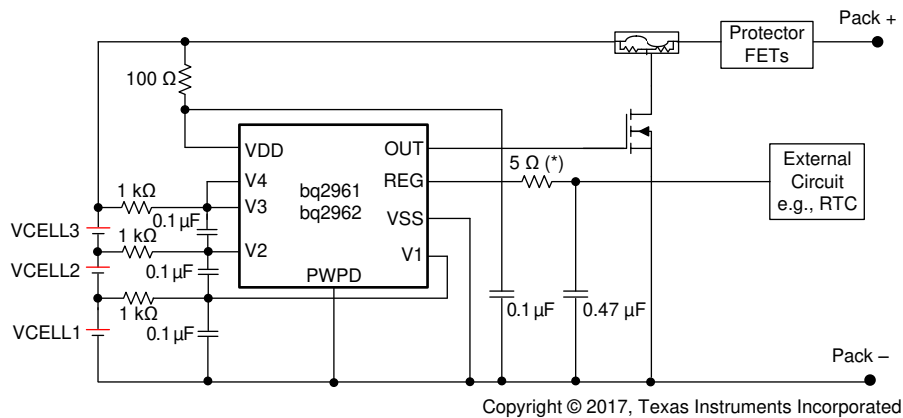 Pack +
Protector
FETs
100 Ω
VDD
OUT
5 Ω (*)
External
Circuit
e.g., RTC
1 kΩ
V4
REG
bq2961
bq2962
V3
0.1 µF
VSS
VCELL3
1 kΩ
V2
V1
VCELL2
0.1 µF
PWPD
1 kΩ
0.1 µF
0.47 µF
VCELL1
0.1 µF
Pack –
Copyright © 2017, Texas Instruments Incorporated